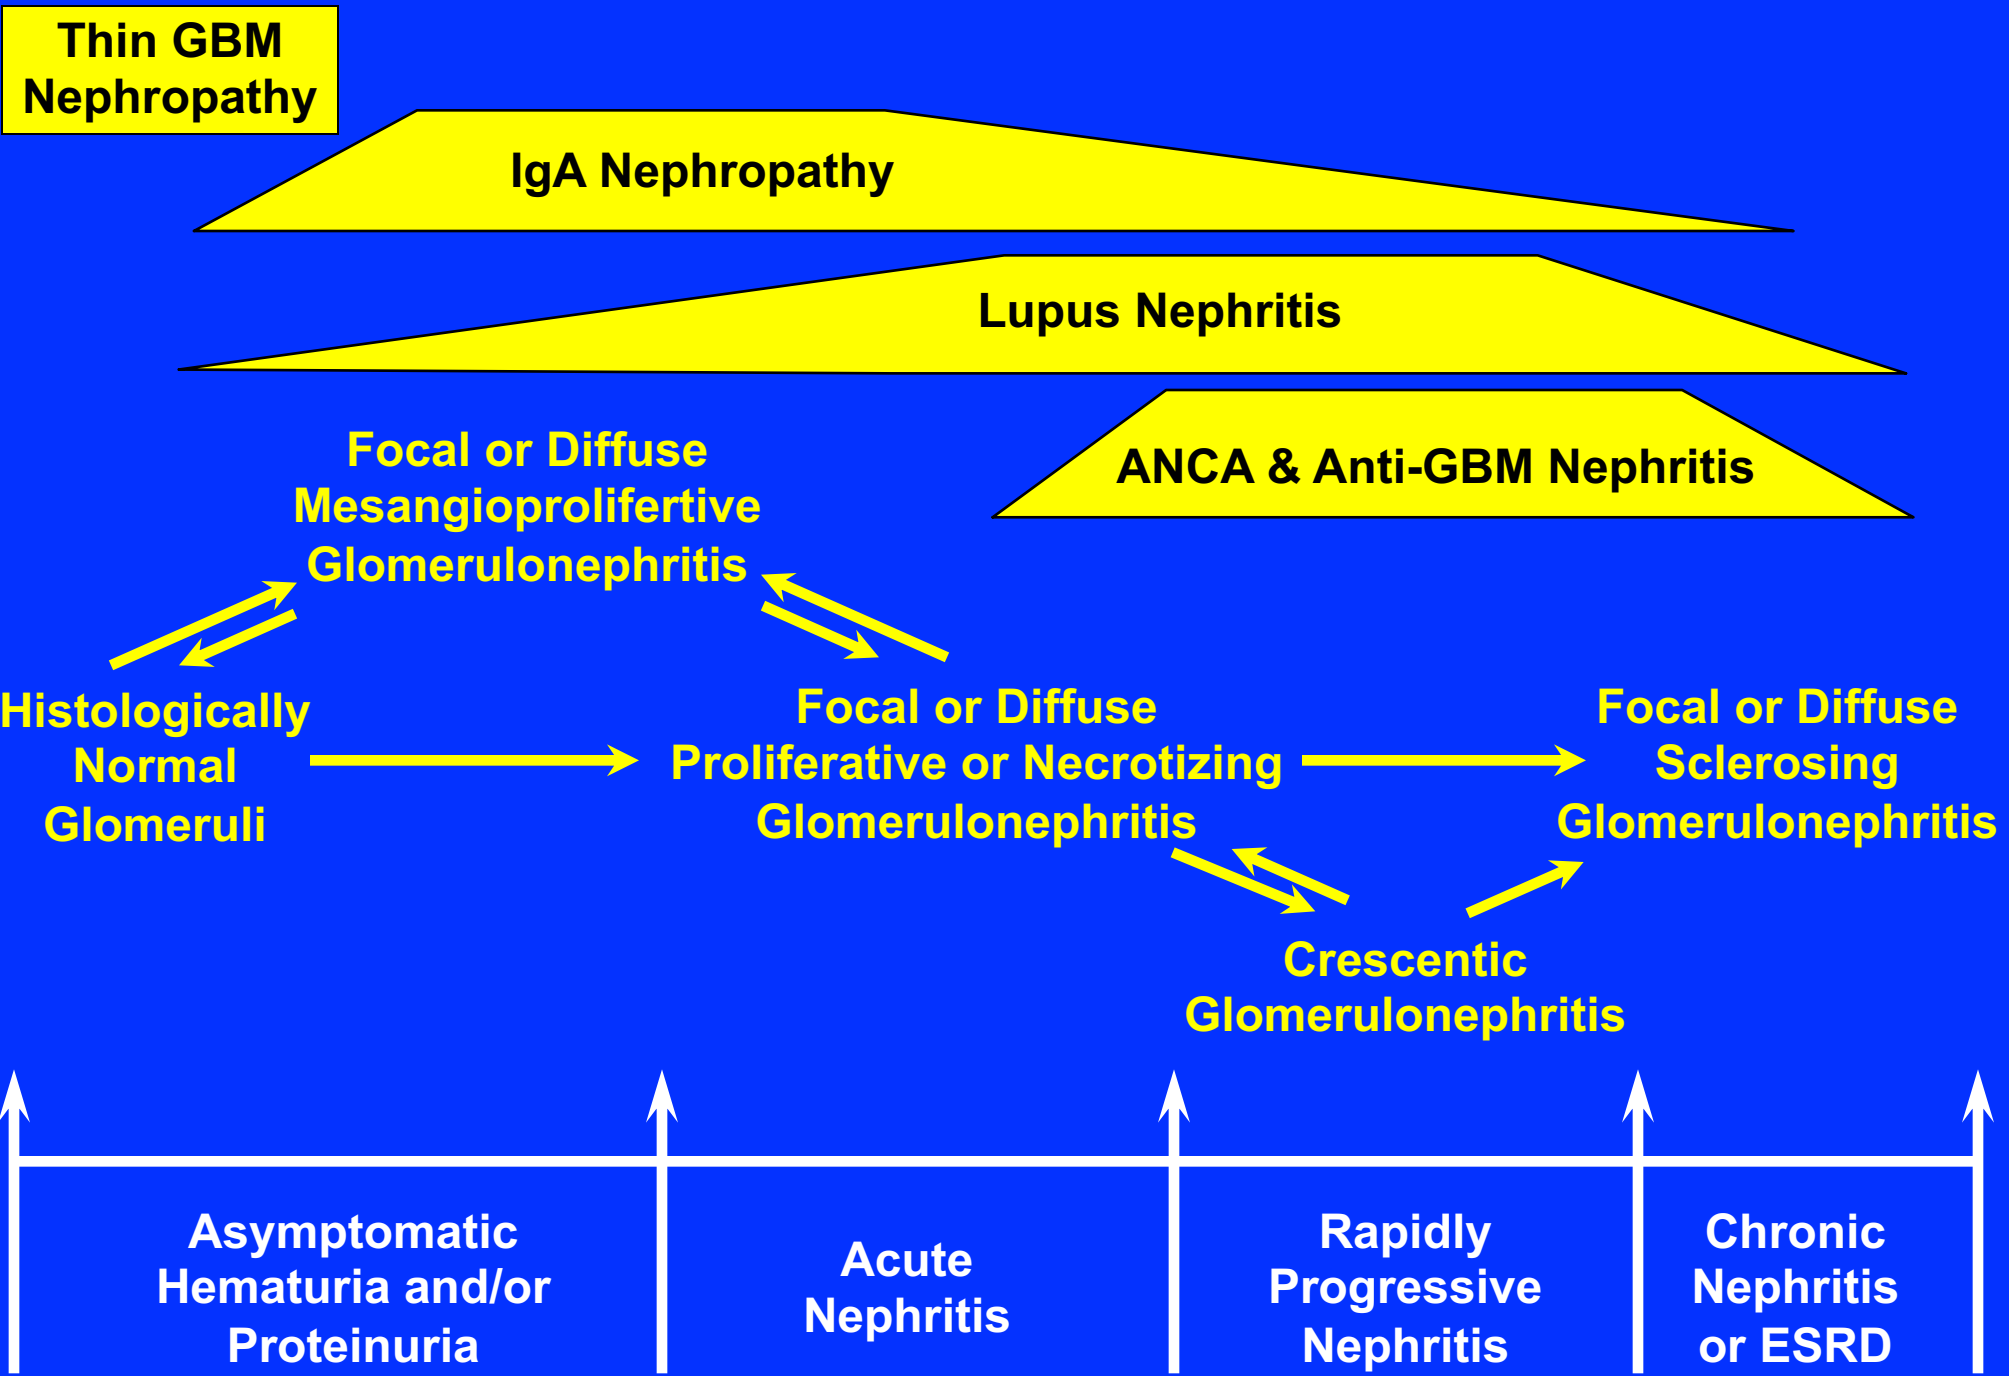 Thin GBM
Nephropathy
IgA Nephropathy
Lupus Nephritis
ANCA & Anti-GBM Nephritis
Focal or Diffuse
Mesangioprolifertive
Glomerulonephritis
Histologically
Normal
Glomeruli
Focal or Diffuse
Proliferative or Necrotizing
Glomerulonephritis
Focal or Diffuse
Sclerosing
Glomerulonephritis
Crescentic
Glomerulonephritis
Asymptomatic
Hematuria and/or
Proteinuria
Acute
Nephritis
Rapidly
Progressive
Nephritis
Chronic
Nephritis
or ESRD